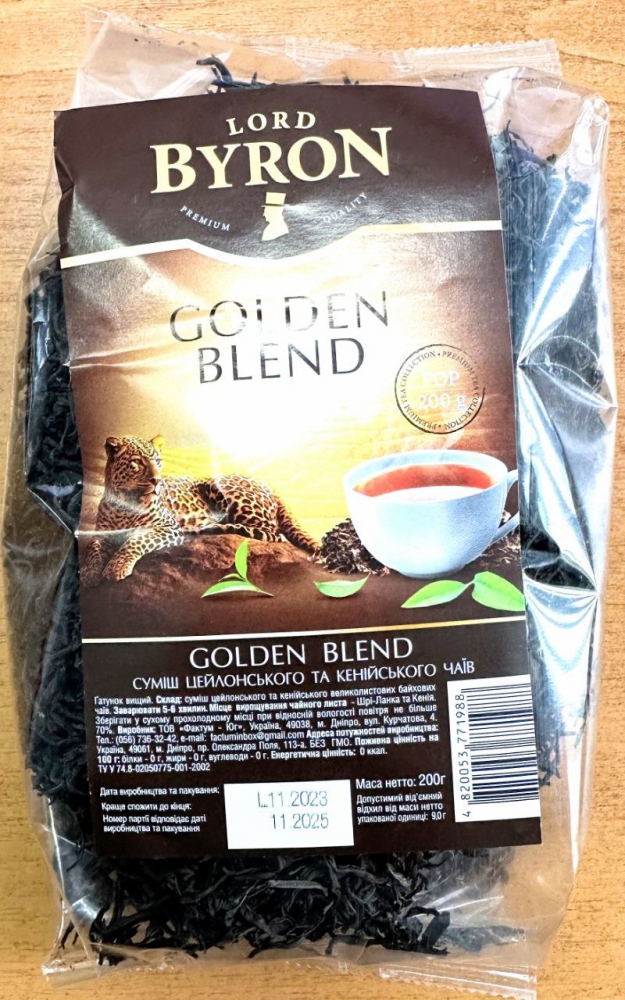 LORD
BYRON
PREMIUM QUALITY
GOLDEN
BLEND
PREMIUM TEA COLLECTION • PREMIUM TEA COLLECTION •
FOP
200 g
GOLDEN BLEND
СУМІШ ЦЕЙЛОНСЬКОГО ТА КЕНІЙСЬКОГО ЧАЇВ
Ґатунок вищий. Склад: суміш цейлонського та кенійського великолистових байхових
чаїв. Заварювати 5-6 хвилин. Місце вирощування чайного листа - Шрі-Ланка та Кенія.
Зберігати у сухому прохолодному місці при відносній вологості повітря не більше
70%. Виробник: ТОВ «Фактум - Юг», Україна, 49038, м. Дніпро, вул. Курчатова, 4.
Тел.: (056) 736-32-42, e-mail: factuminbox@gmail.com Адреса потужностей виробництва:
Україна, 49061, м. Дніпро, пр. Олександра Поля, 113-а. БЕЗ ГМО. Поживна цінність на
100 г: білки - 0 г, жири - 0 г, вуглеводи - 0 г. Енергетична цінність: 0 ккал.
ТУ У 74.8-02050775-001-2002
Дата виробництва та пакування:
Краще спожити до кінця:
Номер партії відповідає даті
виробництва та пакування
L.11.2023
11.2025
Маса нетто: 200г
Допустимий від'ємний
відхил від маси нетто
упакованої одиниці: 9,0г
4 820053 771988